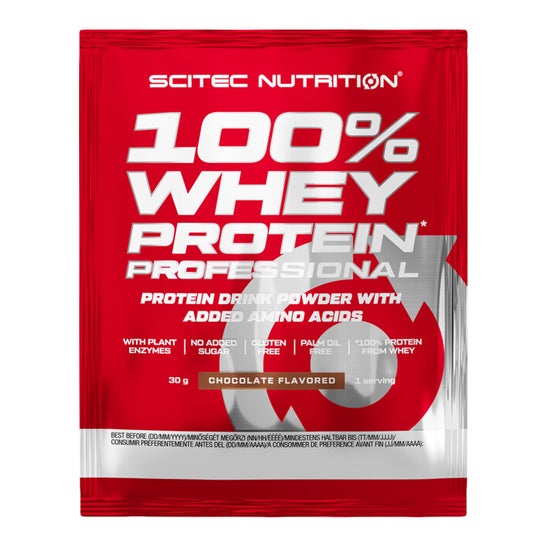 SCITEC NUTRITION®
100%
WHEY
PROTEIN*
PROFESSIONAL
PROTEIN DRINK POWDER WITH
ADDED AMINO ACIDS
WITH PLANT ENZYMES | NO ADDED SUGAR | GLUTEN FREE | PALM OIL FREE | *100% PROTEIN FROM WHEY
30 g CHOCOLATE FLAVORED 1 serving
BEST BEFORE (DD/MM/YYYY)/MINŐSÉGÉT MEGŐRZI (NN/HH/ÉÉÉÉ)/MINDESTENS HALTBAR BIS (TT/MM/JJJJ)/
CONSUMIR PREFERENTEMENTE ANTES DEL (DD/MM/AAAA)/A CONSOMMER DE PREFERENCE AVANT FIN (JJ/MM/AAAA):